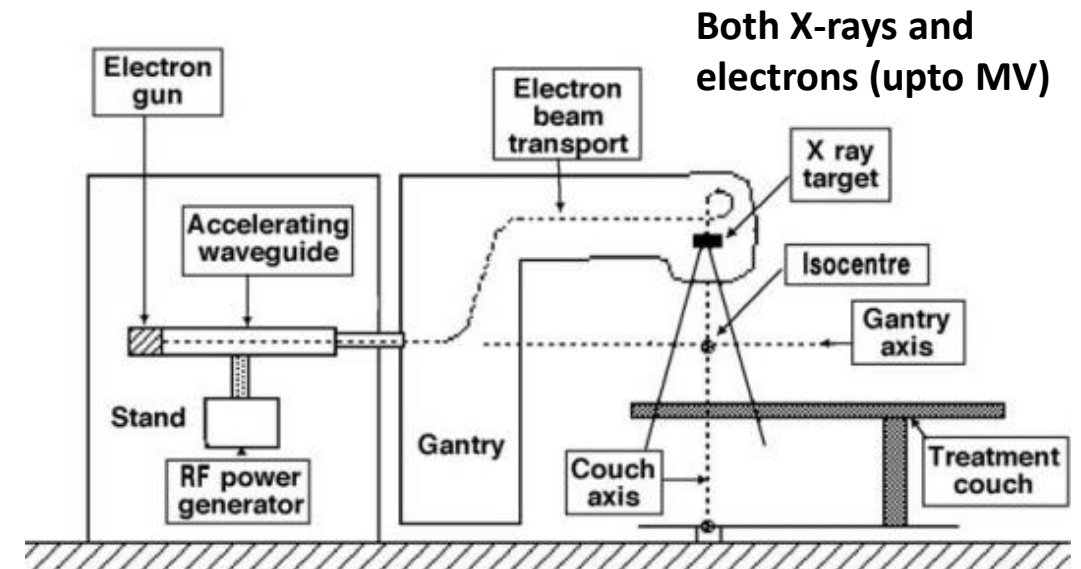 Both X-rays and
electrons (upto MV)
Electron
gun
Electron
beam
transport
X ray
target
Accelerating
waveguide
Isocentre
Gantry
axis
Stand
Gantry
RF power
generator
Couch
axis
Treatment
couch